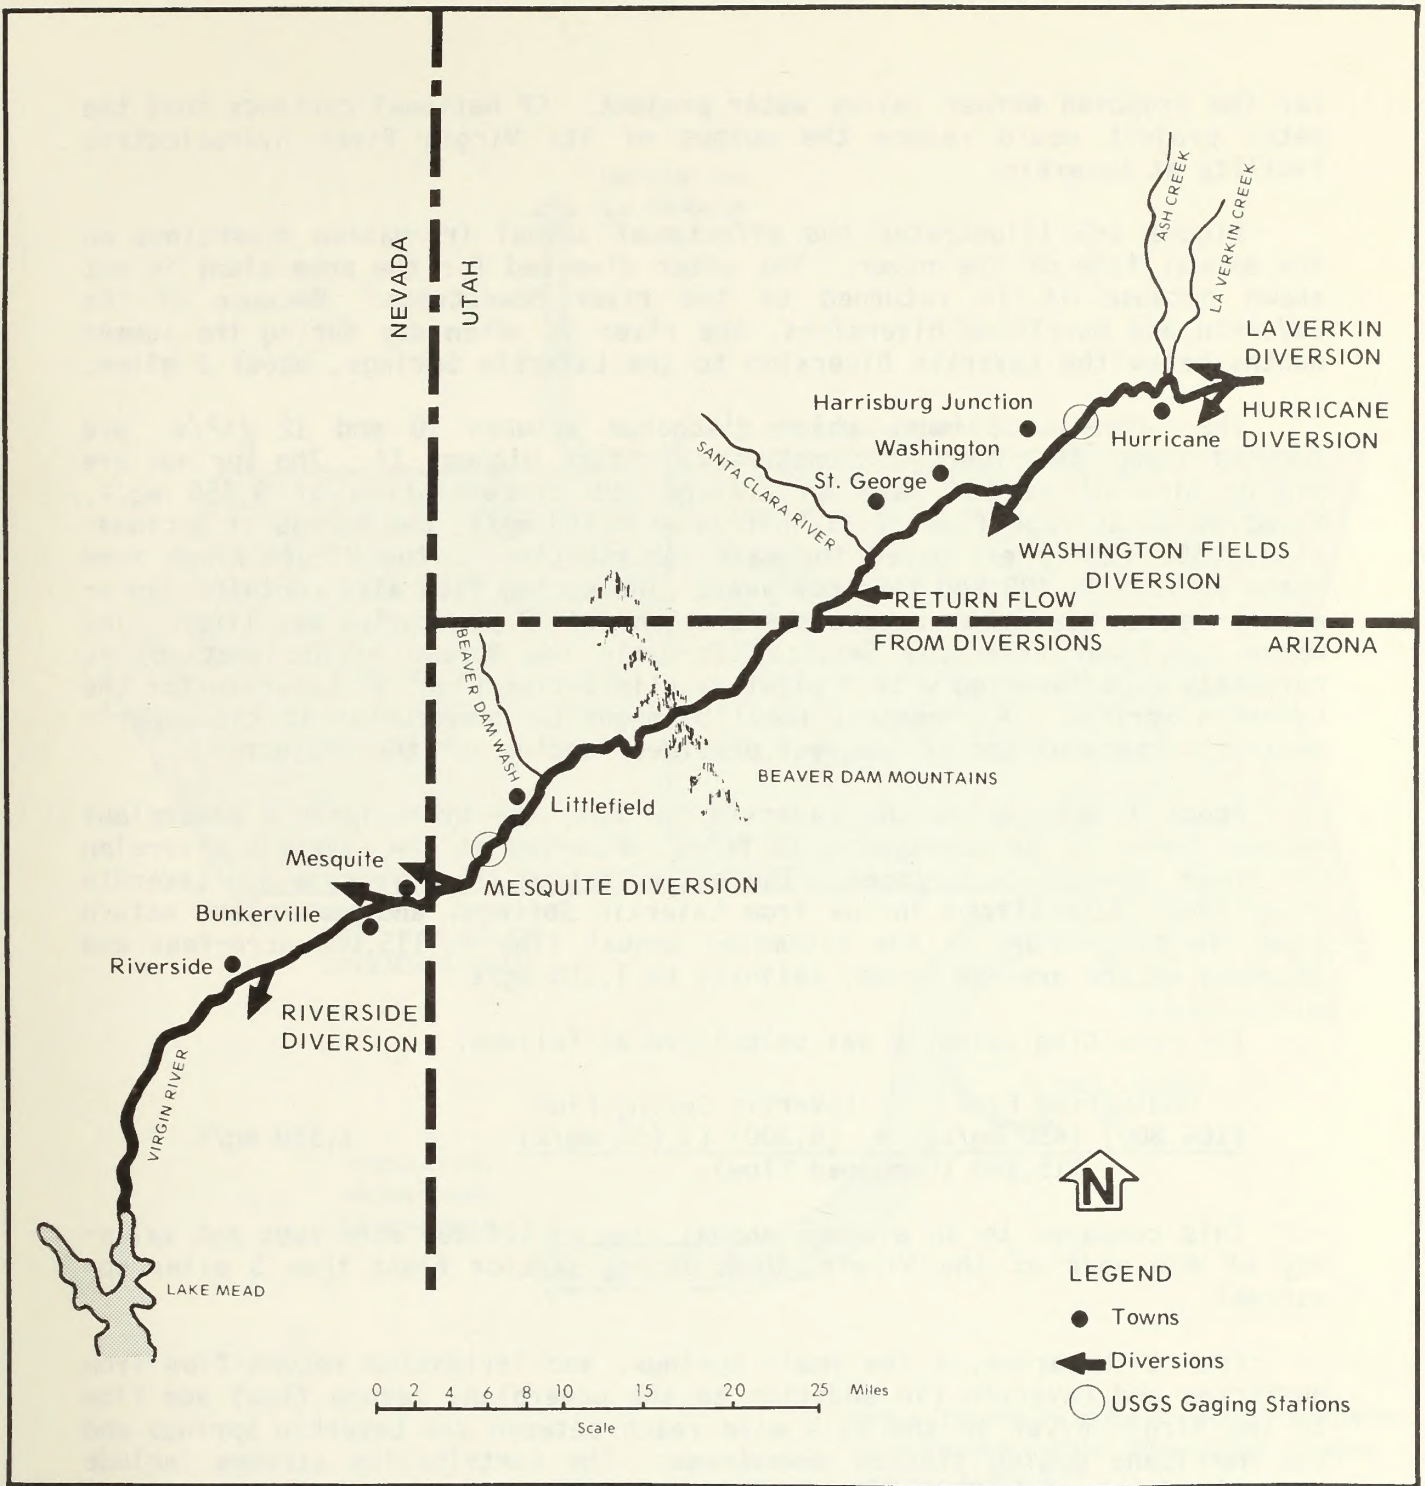 NEVADA
UTAH
ASH CREEK
LA VERKIN CREEK
LA VERKIN
DIVERSION
HURRICANE
DIVERSION
Harrisburg Junction
Hurricane
Washington
St. George
SANTA CLARA RIVER
WASHINGTON FIELDS
DIVERSION
RETURN FLOW
FROM DIVERSIONS
ARIZONA
BEAVER DAM WASH
BEAVER DAM MOUNTAINS
Littlefield
Mesquite
MESQUITE DIVERSION
Bunkerville
Riverside
RIVERSIDE
DIVERSION
VIRGIN RIVER
LAKE MEAD
N
LEGEND
Towns
Diversions
USGS Gaging Stations
0 2 4 6 8 10 15 20 25 Miles
Scale